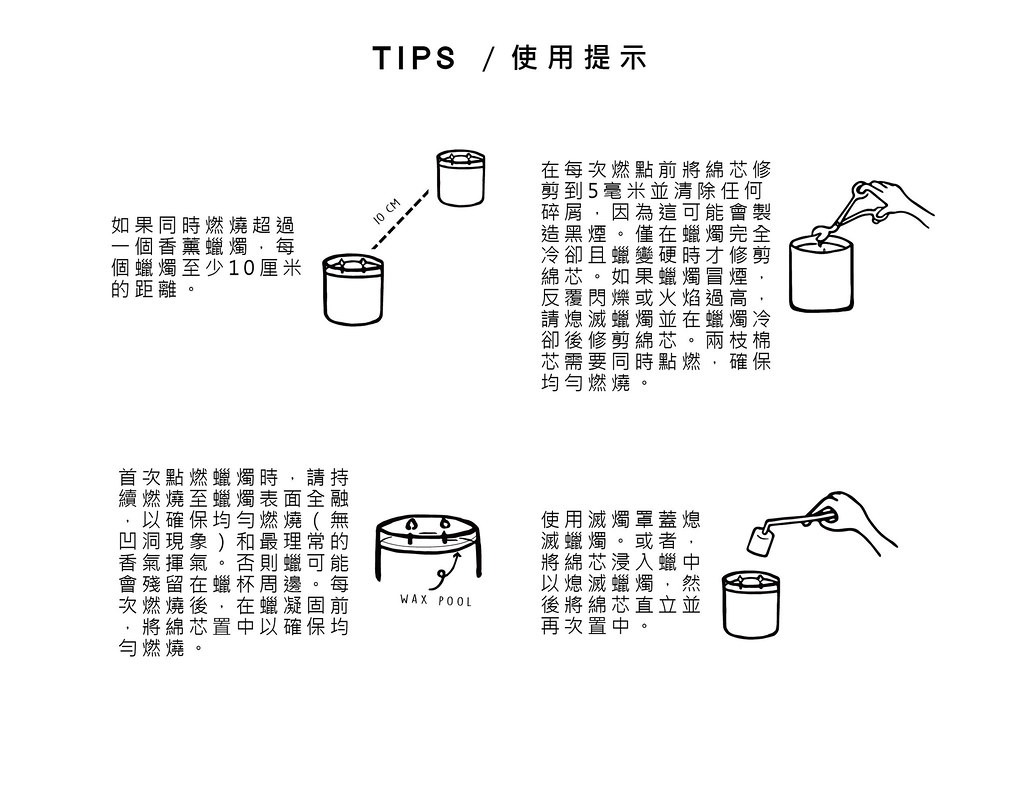 TIPS / 使用提示
如果同時燃燒超過
一個香薰蠟燭，每
個蠟燭至少10厘米
的距離。
10 CM
在每次燃點前將綿芯修
剪到5毫米並清除任何
碎屑，因為這可能會製
造黑煙。僅在蠟燭完全
冷卻且蠟變硬時才修剪
綿芯。如果蠟燭冒煙，
反覆閃爍或火焰過高，
請熄滅蠟燭並在蠟燭冷
卻後修剪綿芯。兩枝棉
芯需要同時點燃，確保
均勻燃燒。
首次點燃蠟燭時，請持
續燃燒至蠟燭表面全融
，以確保均勻燃燒(無
凹洞現象)和最理常的
香氣揮氣。否則蠟可能
會殘留在蠟杯周邊。每
次燃燒後，在蠟凝固前
，將綿芯置中以確保均
勻燃燒。
WAX POOL
使用滅燭罩蓋熄
滅蠟燭。或者，
將綿芯浸入蠟中
以熄滅蠟燭，然
後將綿芯直立並
再次置中。